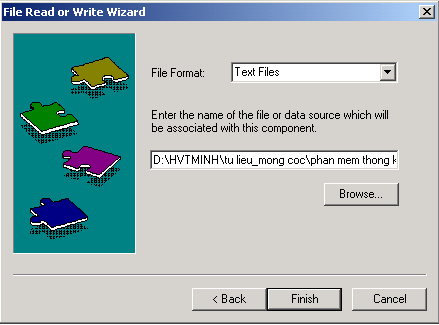 File Read or Write Wizard
File Format: Text Files
Enter the name of the file or data source which will
be associated with this component.
D:\HVTMINH\tu lieu_mong coc\phan mem thong k
Browse...
< Back Finish Cancel